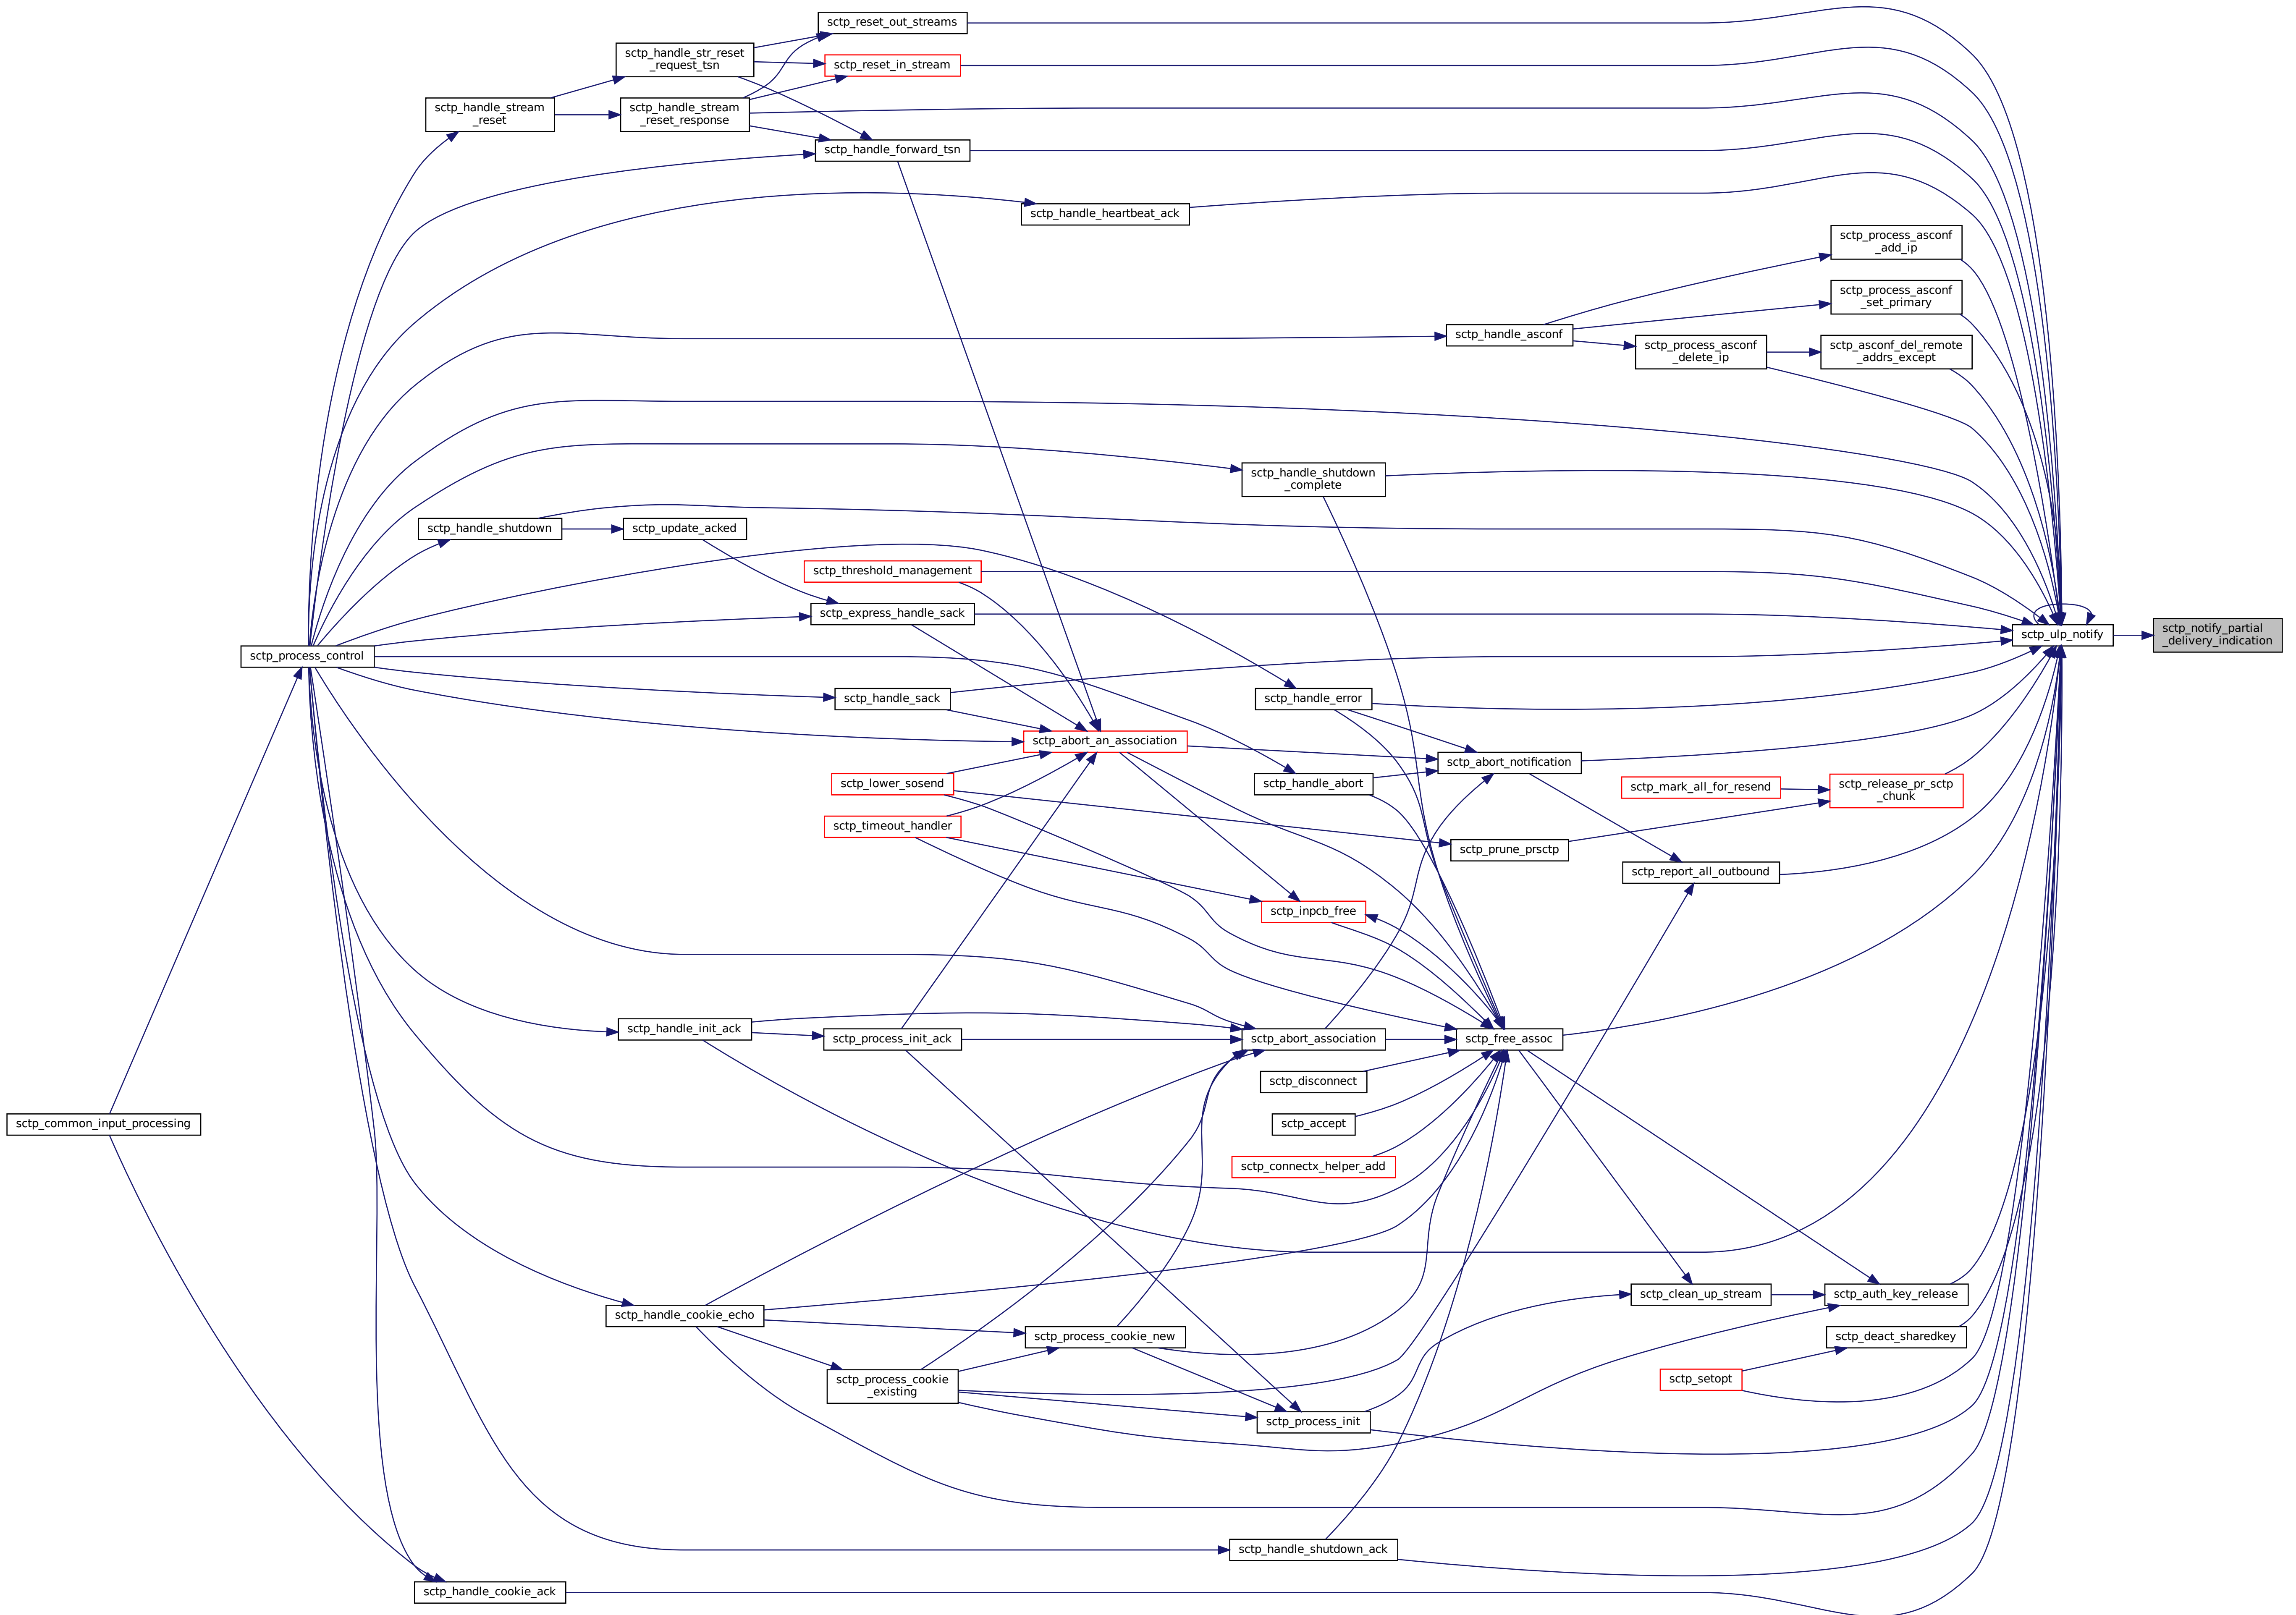 sctp_reset_out_streams
sctp_handle_str_reset
_request_tsn
sctp_reset_in_stream
sctp_handle_stream
_reset
sctp_handle_stream
_reset_response
sctp_handle_forward_tsn
sctp_handle_heartbeat_ack
sctp_process_asconf
_add_ip
sctp_process_asconf
_set_primary
sctp_handle_asconf
sctp_process_asconf
_delete_ip
sctp_asconf_del_remote
_addrs_except
sctp_handle_shutdown
_complete
sctp_handle_shutdown
sctp_update_acked
sctp_threshold_management
sctp_express_handle_sack
sctp_ulp_notify
sctp_notify_partial
_delivery_indication
sctp_process_control
sctp_handle_sack
sctp_handle_error
sctp_abort_an_association
sctp_abort_notification
sctp_lower_sosend
sctp_handle_abort
sctp_mark_all_for_resend
sctp_release_pr_sctp
_chunk
sctp_timeout_handler
sctp_prune_prsctp
sctp_report_all_outbound
sctp_inpcb_free
sctp_handle_init_ack
sctp_process_init_ack
sctp_abort_association
sctp_free_assoc
sctp_disconnect
sctp_common_input_processing
sctp_accept
sctp_connectx_helper_add
sctp_clean_up_stream
sctp_auth_key_release
sctp_handle_cookie_echo
sctp_process_cookie_new
sctp_deact_sharedkey
sctp_process_cookie
_existing
sctp_setopt
sctp_process_init
sctp_handle_shutdown_ack
sctp_handle_cookie_ack